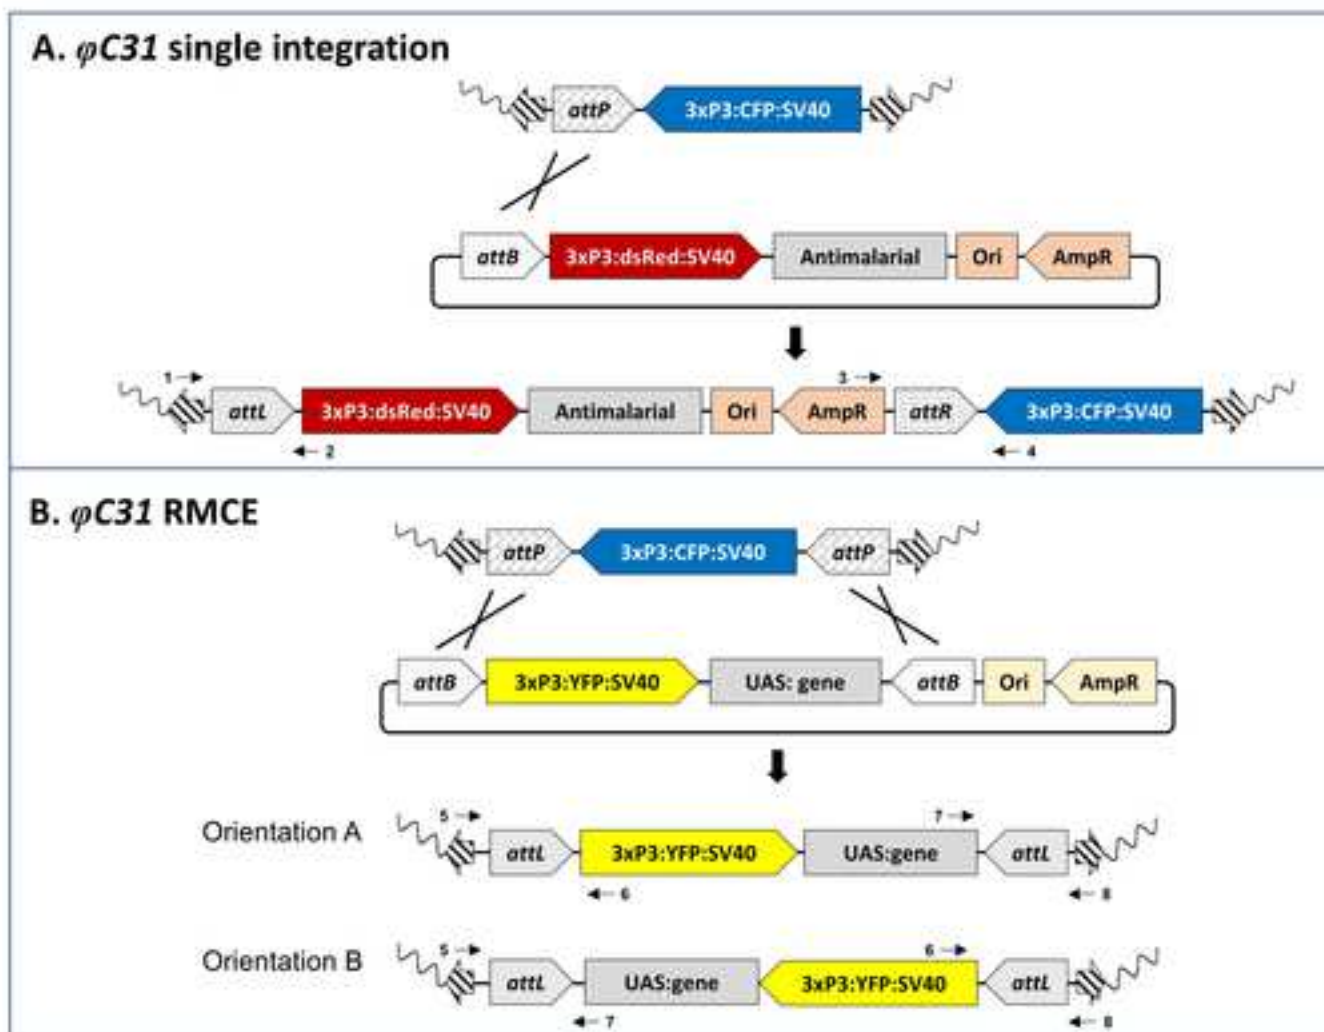 A. φC31 single integration
attP 3xP3:CFP:SV40
attB 3xP3:dsRed:SV40 Antimalarial Ori AmpR
1 3
attL 3xP3:dsRed:SV40 Antimalarial Ori AmpR attR 3xP3:CFP:SV40
2 4
B. φC31 RMCE
attP 3xP3:CFP:SV40 attP
attB 3xP3:YFP:SV40 UAS: gene attB Ori AmpR
5 7
Orientation A attL 3xP3:YFP:SV40 UAS:gene attL
6 8
5 6
Orientation B attL UAS:gene 3xP3:YFP:SV40 attL
7 8